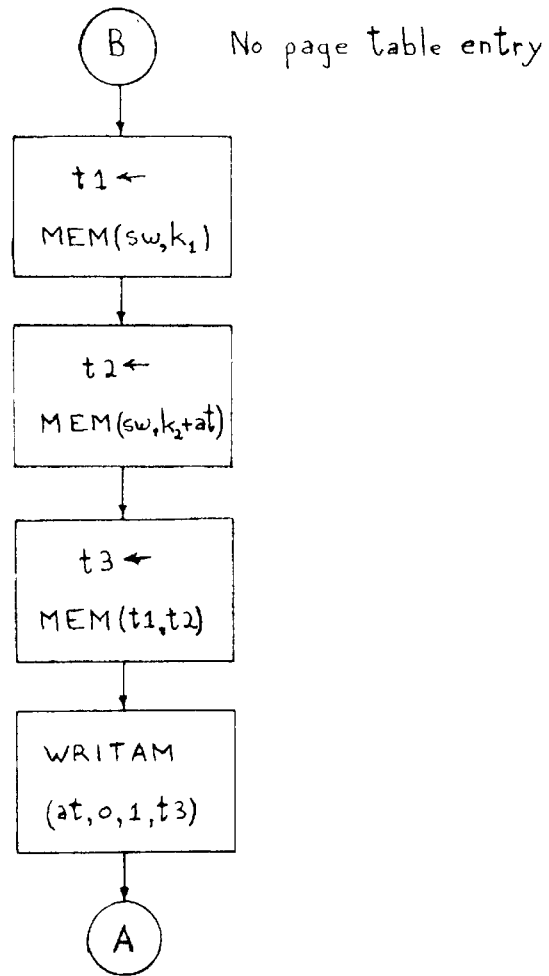 B
No page table entry
t1←
MEM(sw,k₁)
t2←
MEM(sw,k₂+at)
t3←
MEM(t1,t2)
WRITAM
(at,0,1,t3)
A